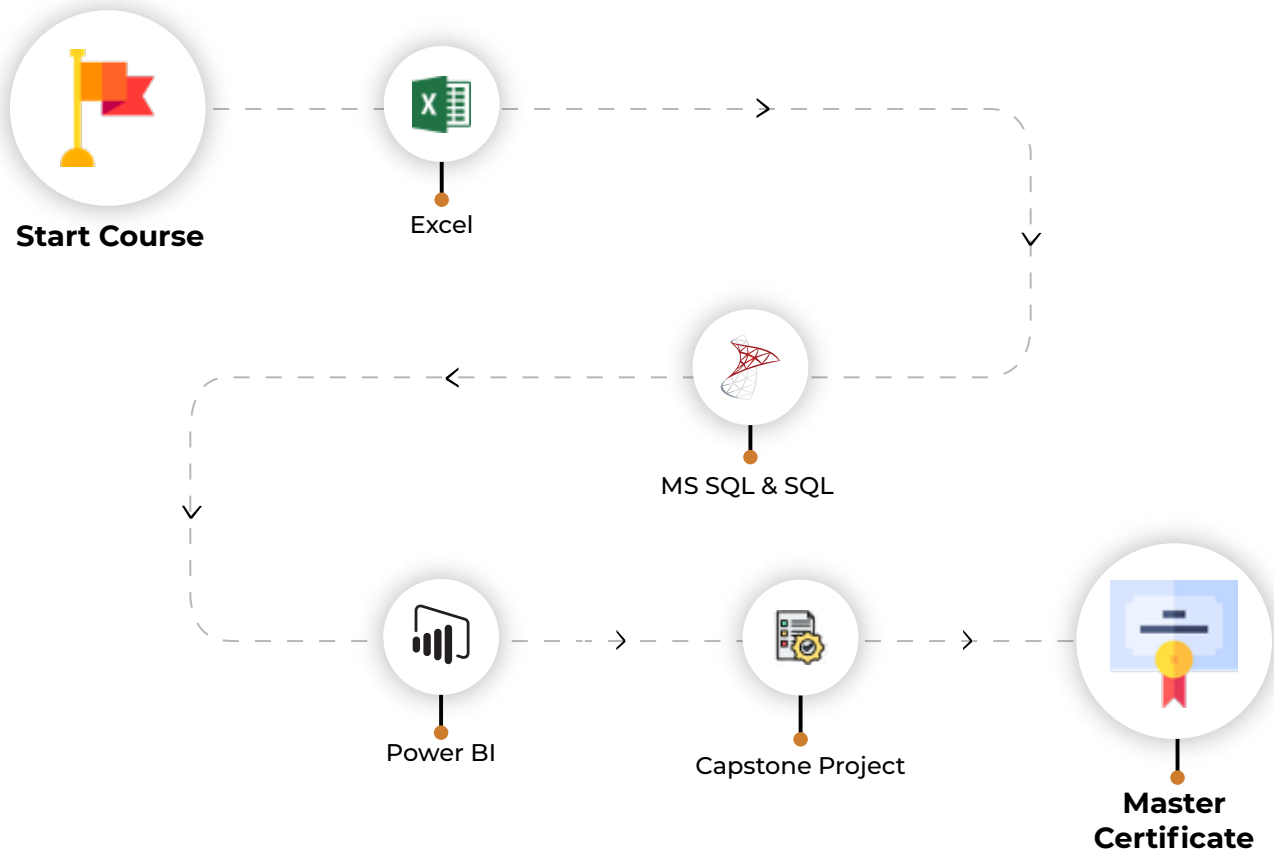 Start Course
X
Excel
MS SQL & SQL
Power BI
Capstone Project
Master
Certificate